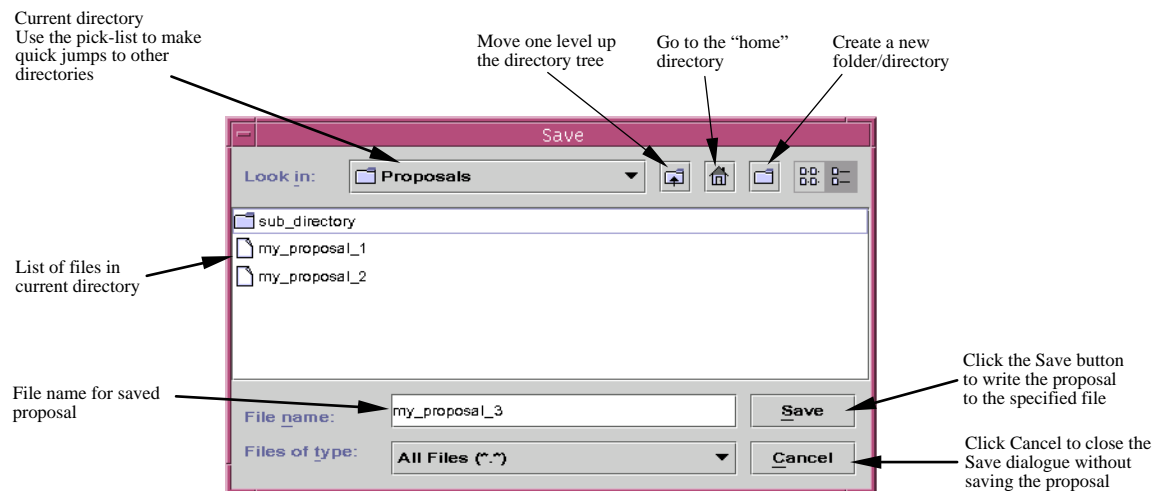 Current directory
Use the pick-list to make
quick jumps to other
directories
Move one level up
the directory tree
Go to the “home”
directory
Create a new
folder/directory
Save
Look in:
Proposals
sub_directory
my_proposal_1
my_proposal_2
List of files in
current directory
File name for saved
proposal
File name:
my_proposal_3
Save
Click the Save button
to write the proposal
to the specified file
Files of type:
All Files (*.*)
Cancel
Click Cancel to close the
Save dialogue without
saving the proposal